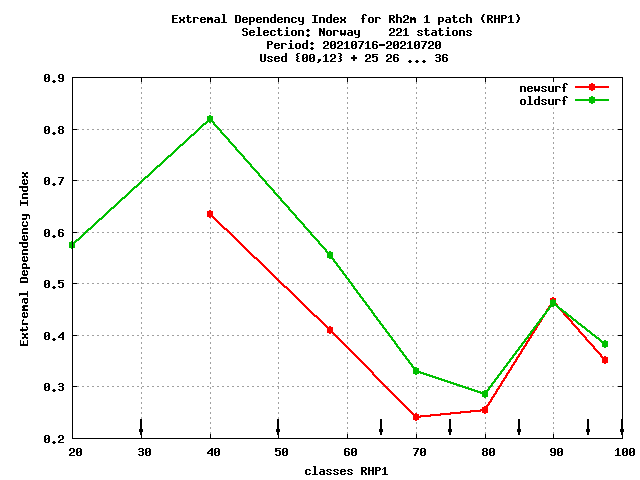 Extremal Dependency Index  for Rh2m 1 patch (RHP1)
Selection: Norway    221 stations
Period: 20210716-20210720
Used {00,12} + 25 26 ... 36
newsurf
oldsurf
0.9
0.8
0.7
0.6
0.5
0.4
0.3
0.2
Extremal Dependency Index
20 30 40 50 60 70 80 90 100
classes RHP1